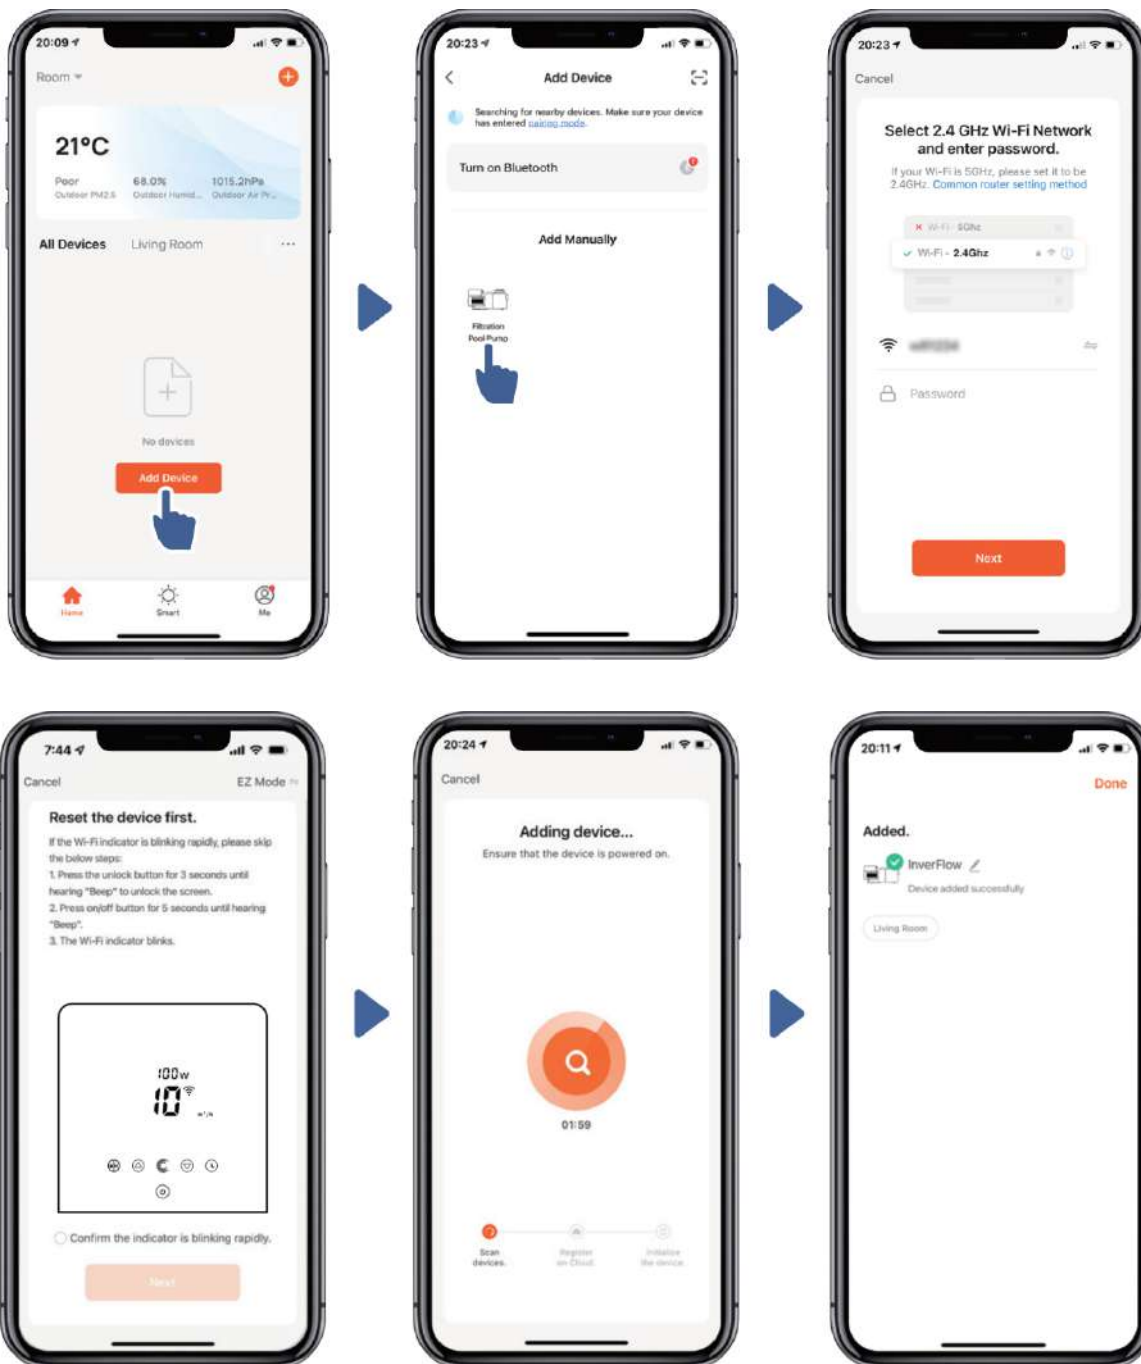 20:09
Room
21°C
Poor
68.0%
1015.2hPa
Outdoor PM2.5
Outdoor Humid...
Outdoor Air Pr...
All Devices
Living Room
...
No devices
Add Device
Home
Smart
Me
20:23
Add Device
Searching for nearby devices. Make sure your device
has entered pairing mode.
Turn on Bluetooth
Add Manually
Filtration
Pool Pump
20:23
Cancel
Select 2.4 GHz Wi-Fi Network
and enter password.
If your Wi-Fi is 5GHz, please set it to be
2.4GHz. Common router setting method
Wi-Fi - 5Ghz
Wi-Fi - 2.4Ghz
Password
Next
7:44
Cancel
EZ Mode
Reset the device first.
If the Wi-Fi indicator is blinking rapidly, please skip
the below steps:
1. Press the unlock button for 3 seconds until
hearing "Beep" to unlock the screen.
2. Press on/off button for 5 seconds until hearing
"Beep".
3. The Wi-Fi indicator blinks.
100w
10
m³/h
Confirm the indicator is blinking rapidly.
Next
20:24
Cancel
Adding device...
Ensure that the device is powered on.
01:59
Scan
devices.
Register
on Cloud.
Initialize
the device.
20:11
Done
Added.
InverFlow
Device added successfully
Living Room